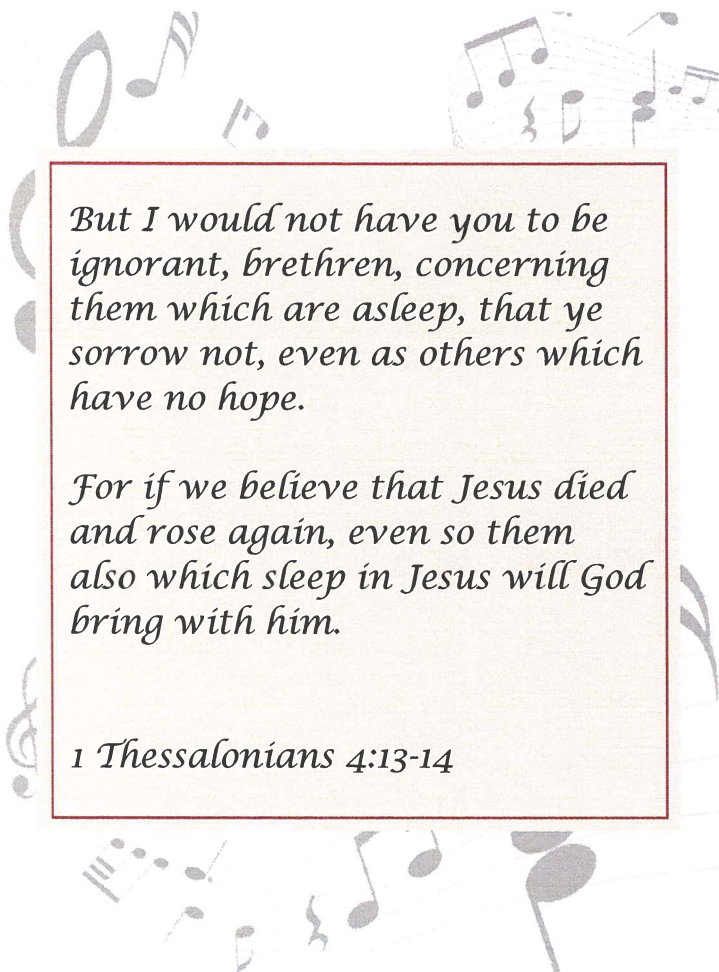 But I would not have you to be
ignorant, brethren, concerning
them which are asleep, that ye
sorrow not, even as others which
have no hope.
For if we believe that Jesus died
and rose again, even so them
also which sleep in Jesus will God
bring with him.
1 Thessalonians 4:13-14